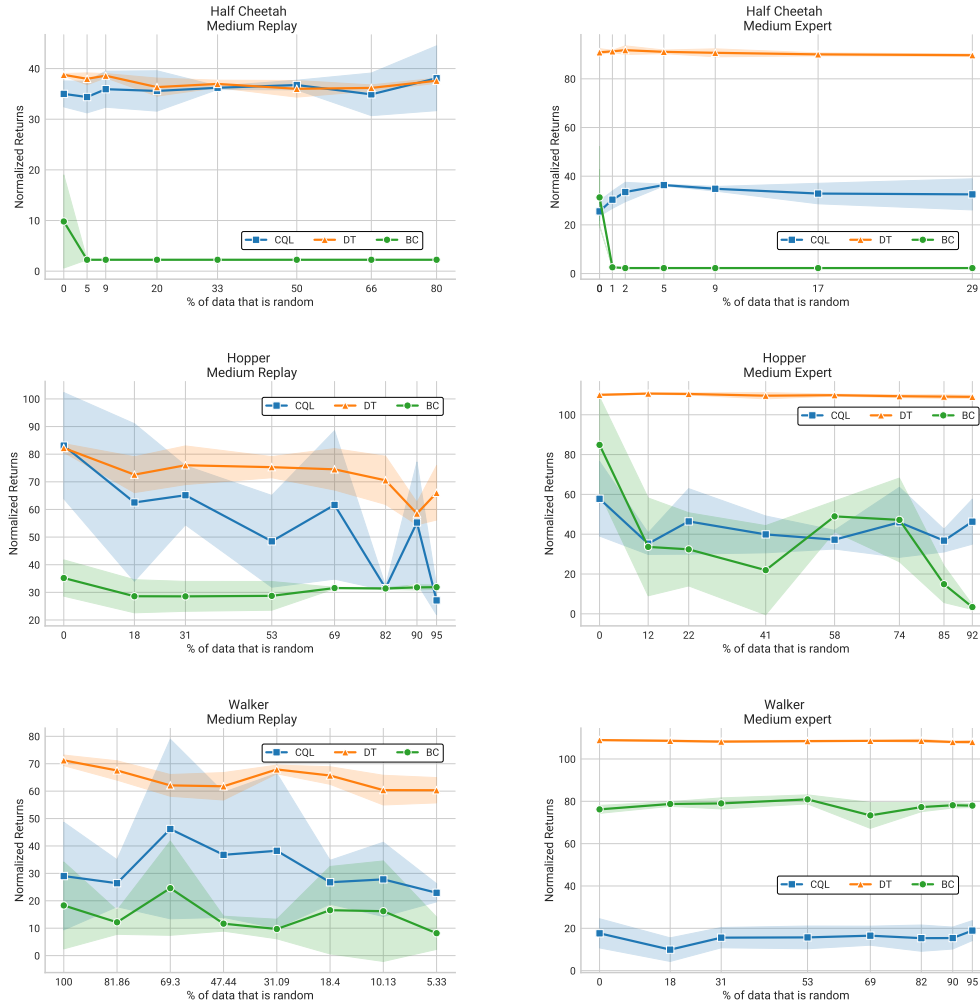 Half Cheetah
Medium Replay
Normalized Returns
40
30
20
10
0
CQL DT BC
0 5 9 20 33 50 66 80
% of data that is random
Half Cheetah
Medium Expert
Normalized Returns
80
60
40
20
0
CQL DT BC
0 1 2 5 9 17 29
% of data that is random
Hopper
Medium Replay
Normalized Returns
100
90
80
70
60
50
40
30
20
CQL DT BC
0 18 31 53 69 82 90 95
% of data that is random
Hopper
Medium Expert
Normalized Returns
100
80
60
40
20
0
CQL DT BC
0 12 22 41 58 74 85 92
% of data that is random
Walker
Medium Replay
Normalized Returns
80
70
60
50
40
30
20
10
0
CQL DT BC
100 81.86 69.3 47.44 31.09 18.4 10.13 5.33
% of data that is random
Walker
Medium expert
Normalized Returns
100
80
60
40
20
0
CQL DT BC
0 18 31 53 69 82 90 95
% of data that is random